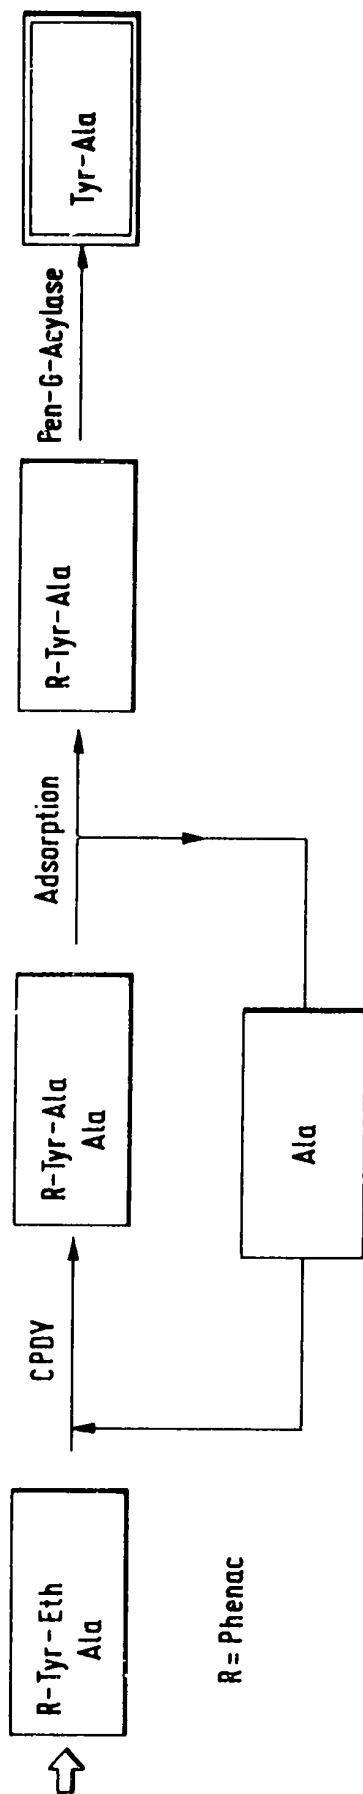 R-Tyr-Eth
Ala
CPDY
R-Tyr-Ala
Ala
Adsorption
R-Tyr-Ala
Pen-G-Acylase
Tyr-Ala
Ala
R = Phenac